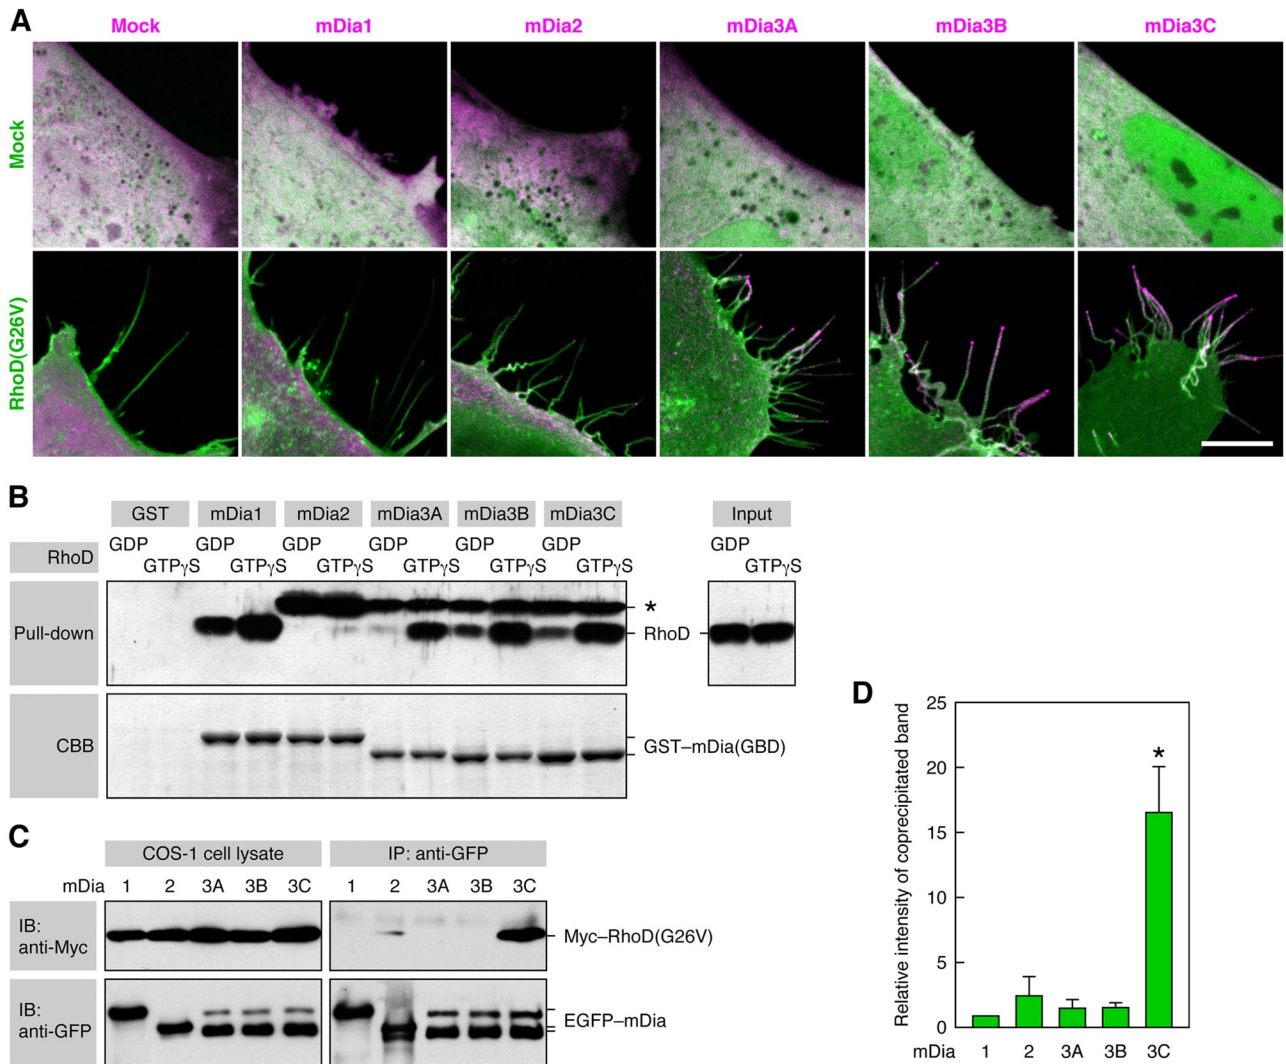 A
Mock mDia1 mDia2 mDia3A mDia3B mDia3C
Mock
RhoD(G26V)
B
GST mDia1 mDia2 mDia3A mDia3B mDia3C Input
RhoD
GDP GDP GDP GDP GDP GDP GDP
GTPγS GTPγS GTPγS GTPγS GTPγS GTPγS GTPγS
Pull-down
*
RhoD
CBB
GST–mDia(GBD)
C
COS-1 cell lysate IP: anti-GFP
mDia 1 2 3A 3B 3C 1 2 3A 3B 3C
IB:
anti-Myc
Myc–RhoD(G26V)
IB:
anti-GFP
EGFP–mDia
D
Relative intensity of coprecipitated band
25
20
15
10
5
0
*
mDia 1 2 3A 3B 3C